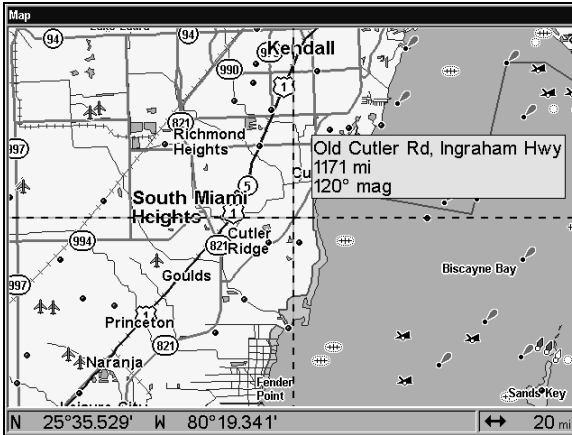 Map
94
94
Kendall
990
1
821
Richmond
Heights
997
Old Cutler Rd, Ingraham Hwy
1171 mi
120° mag
5
South Miami
Heights
1
994
821
Cutler
Ridge
Biscayne Bay
Goulds
997
1
Princeton
821
Naranja
Fender
Point
Sands Key
N 25°35.529' W 80°19.341' 20 mi